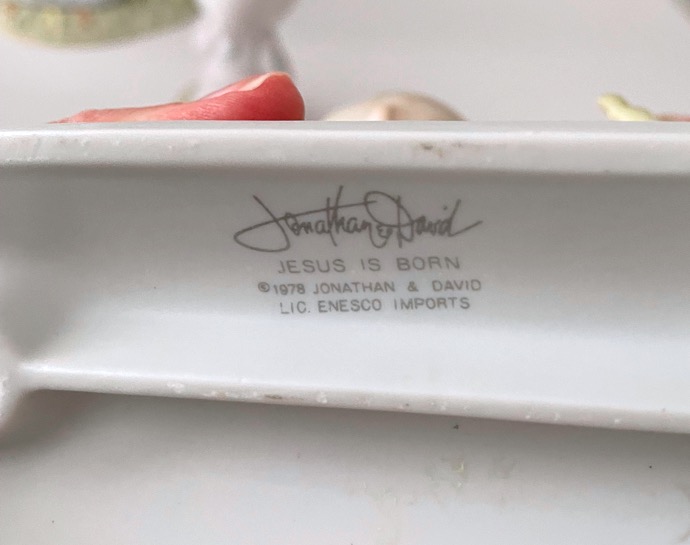 Jonathan & David
JESUS IS BORN
©1978 JONATHAN & DAVID
LIC. ENESCO IMPORTS